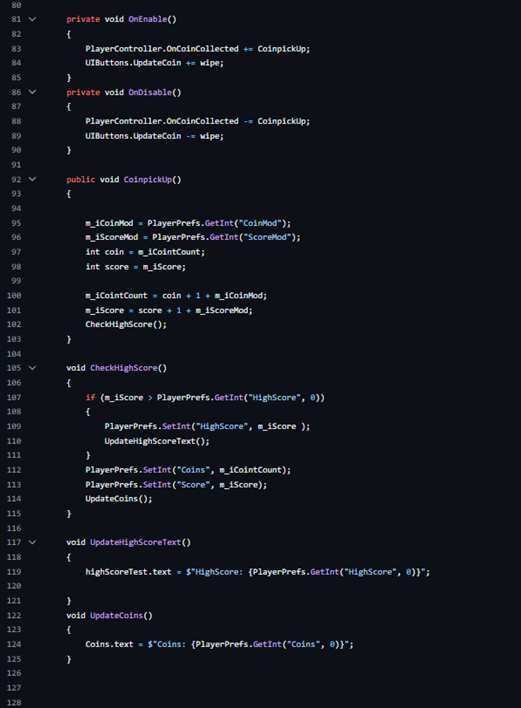 80
81 private void OnEnable()
82 {
83 PlayerController.OnCoinCollected += CoinpickUp;
84 UIButtons.UpdateCoin += wipe;
85 }
86 private void OnDisable()
87 {
88 PlayerController.OnCoinCollected -= CoinpickUp;
89 UIButtons.UpdateCoin -= wipe;
90 }
91
92 public void CoinpickUp()
93 {
94
95 m_iCoinMod = PlayerPrefs.GetInt("CoinMod");
96 m_iScoreMod = PlayerPrefs.GetInt("ScoreMod");
97 int coin = m_iCointCount;
98 int score = m_iScore;
99
100 m_iCointCount = coin + 1 + m_iCoinMod;
101 m_iScore = score + 1 + m_iScoreMod;
102 CheckHighScore();
103 }
104
105 void CheckHighScore()
106 {
107 if (m_iScore > PlayerPrefs.GetInt("HighScore", 0))
108 {
109 PlayerPrefs.SetInt("HighScore", m_iScore );
110 UpdateHighScoreText();
111 }
112 PlayerPrefs.SetInt("Coins", m_iCointCount);
113 PlayerPrefs.SetInt("Score", m_iScore);
114 UpdateCoins();
115 }
116
117 void UpdateHighScoreText()
118 {
119 highScoreTest.text = $"HighScore: {PlayerPrefs.GetInt("HighScore", 0)}";
120
121 }
122 void UpdateCoins()
123 {
124 Coins.text = $"Coins: {PlayerPrefs.GetInt("Coins", 0)}";
125 }
126
127
128